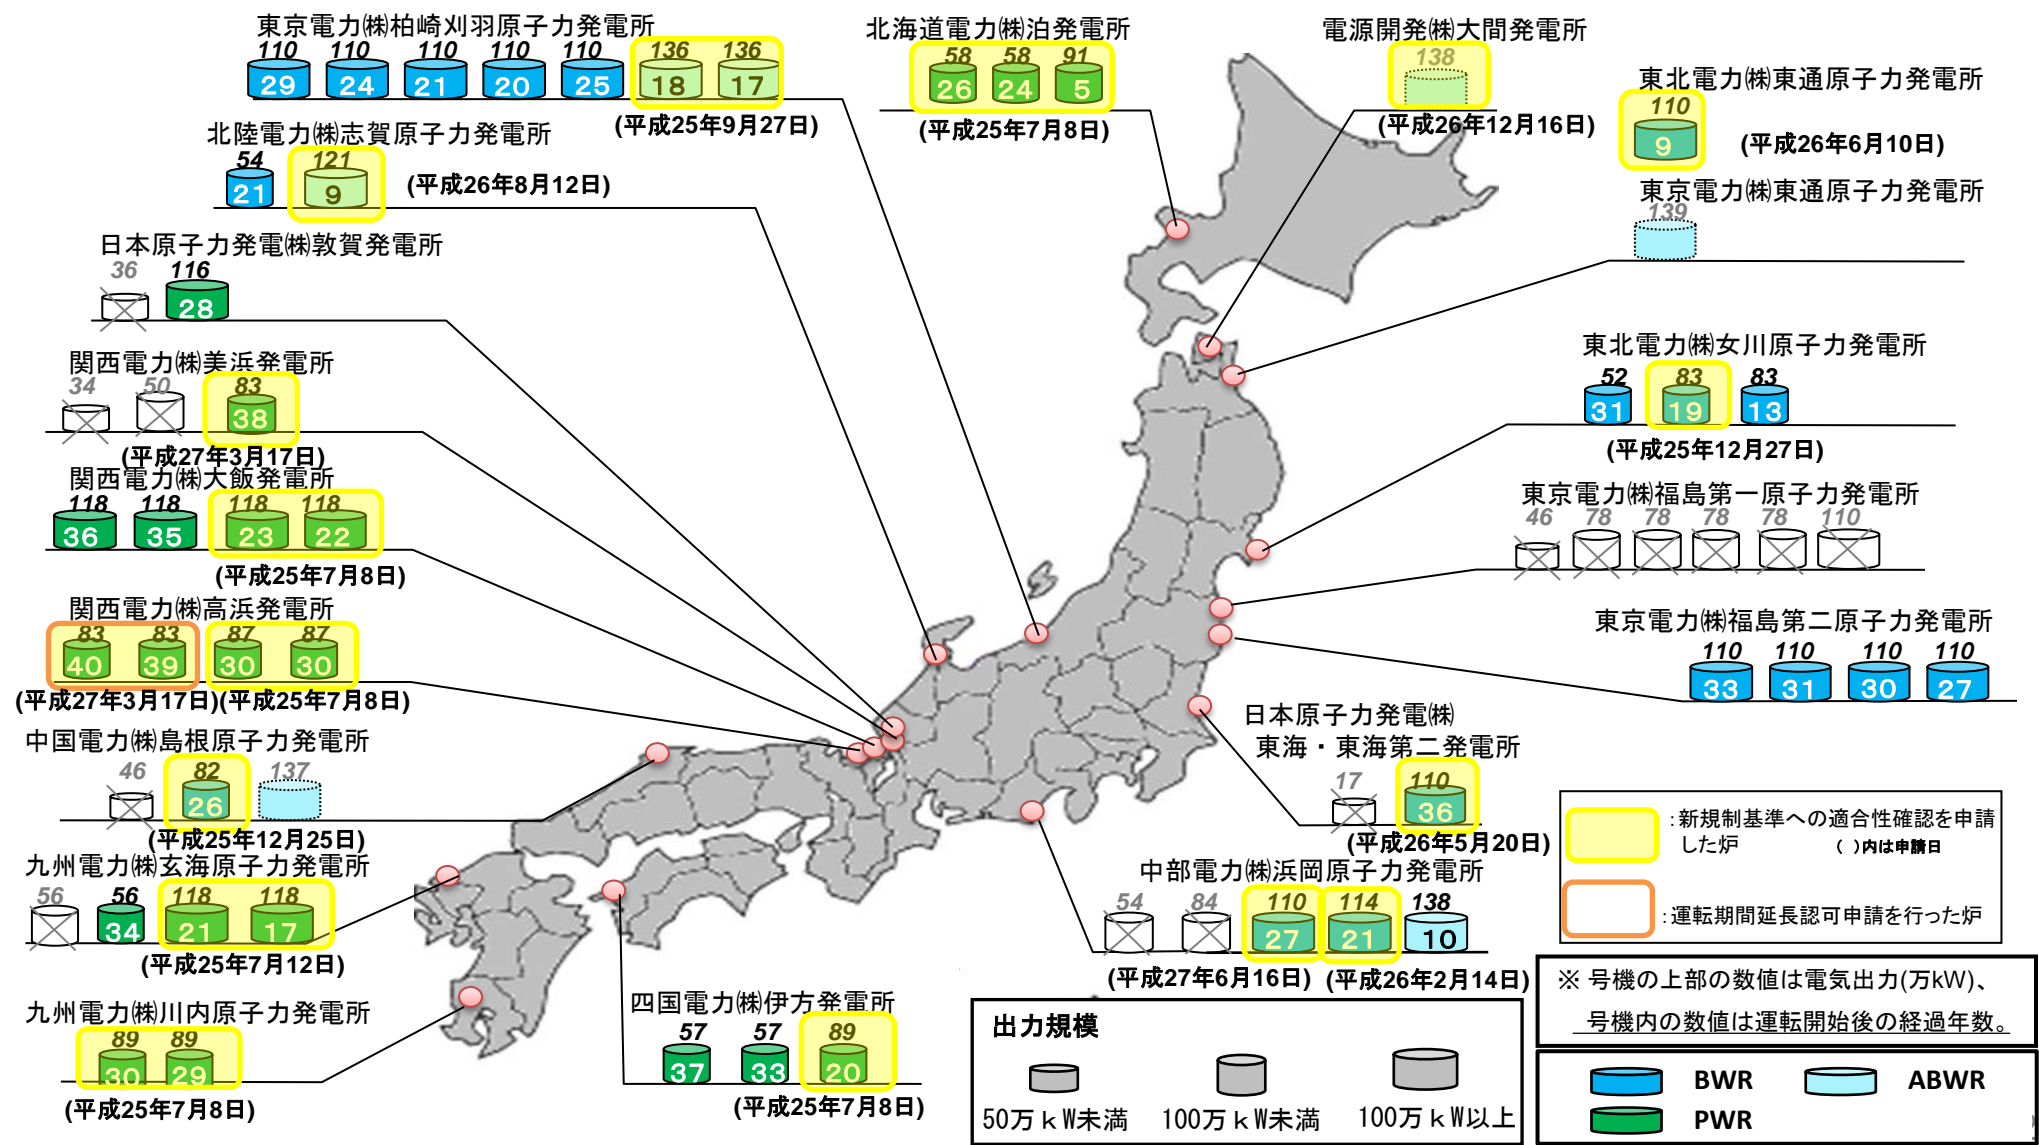 東京電力㈱柏崎刈羽原子力発電所
110 110 110 110 110 136 136
29 24 21 20 25 18 17
(平成25年9月27日)
北海道電力㈱泊発電所
58 58 91
26 24 5
(平成25年7月8日)
電源開発㈱大間発電所
138
(平成26年12月16日)
東北電力㈱東通原子力発電所
110
9
(平成26年6月10日)
東京電力㈱東通原子力発電所
139
北陸電力㈱志賀原子力発電所
54 121
21 9
(平成26年8月12日)
日本原子力発電㈱敦賀発電所
36 116
28
関西電力㈱美浜発電所
34 50 83
38
(平成27年3月17日)
東北電力㈱女川原子力発電所
52 83 83
31 19 13
(平成25年12月27日)
関西電力㈱大飯発電所
118 118 118 118
36 35 23 22
(平成25年7月8日)
東京電力㈱福島第一原子力発電所
46 78 78 78 78 110
関西電力㈱高浜発電所
83 83 87 87
40 39 30 30
(平成27年3月17日)(平成25年7月8日)
東京電力㈱福島第二原子力発電所
110 110 110 110
33 31 30 27
中国電力㈱島根原子力発電所
46 82 137
26
(平成25年12月25日)
日本原子力発電㈱
東海・東海第二発電所
17 110
36
(平成26年5月20日)
九州電力㈱玄海原子力発電所
56 56 118 118
34 21 17
(平成25年7月12日)
中部電力㈱浜岡原子力発電所
54 84 110 114 138
27 21 10
(平成27年6月16日) (平成26年2月14日)
九州電力㈱川内原子力発電所
89 89
30 29
(平成25年7月8日)
四国電力㈱伊方発電所
57 57 89
37 33 20
(平成25年7月8日)
出力規模
50万kW未満 100万kW未満 100万kW以上
:新規制基準への適合性確認を申請
した炉 ( )内は申請日
:運転期間延長認可申請を行った炉
※ 号機の上部の数値は電気出力(万kW)、
号機内の数値は運転開始後の経過年数。
BWR ABWR
PWR